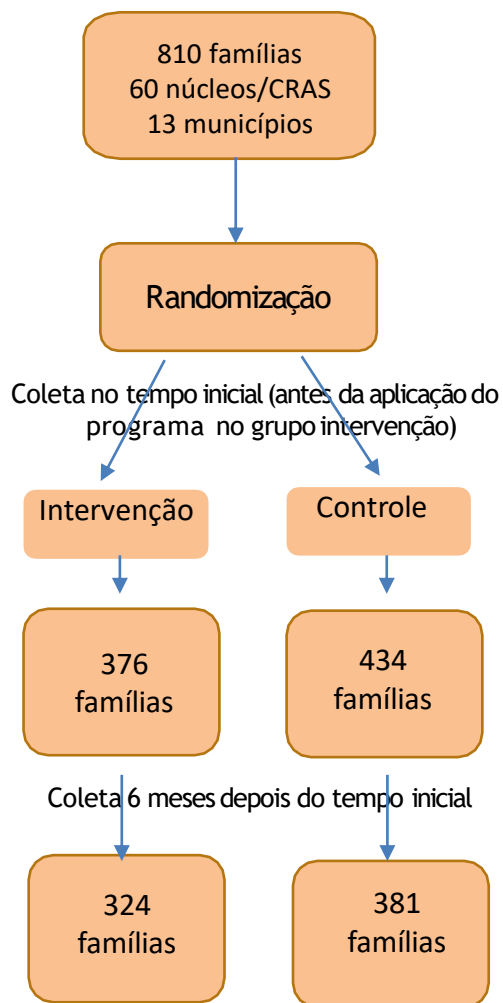 810 famílias
60 núcleos/CRAS
13 municípios
Randomização
Coleta no tempo inicial (antes da aplicação do
programa no grupo intervenção)
Intervenção
Controle
376
famílias
434
famílias
Coleta 6 meses depois do tempo inicial
324
famílias
381
famílias